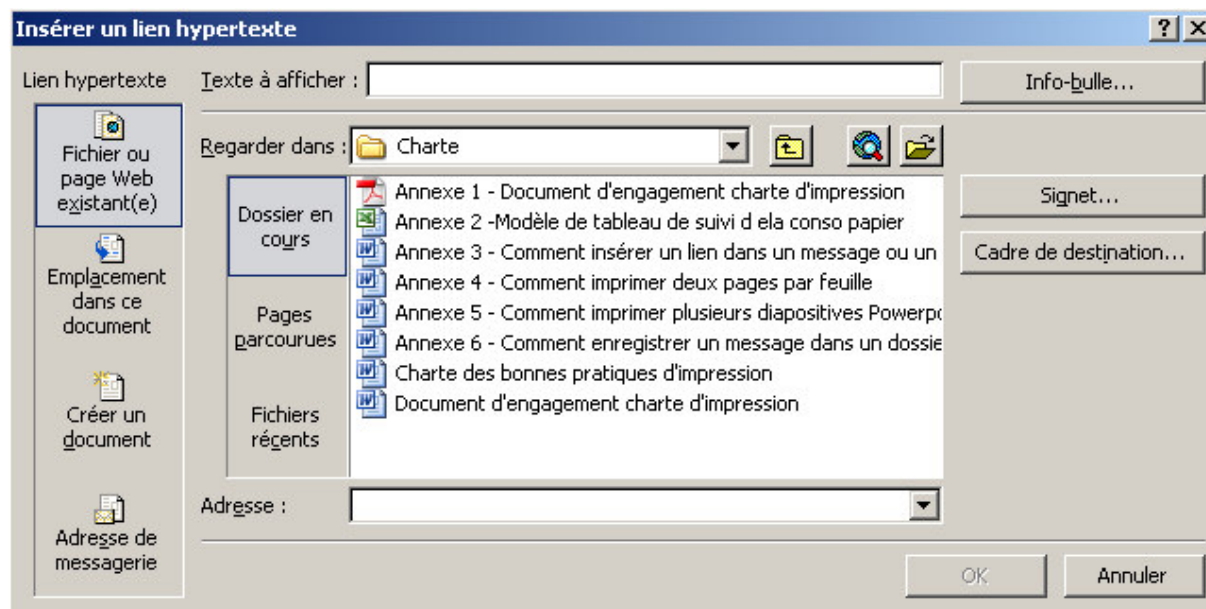 Insérer un lien hypertexte
Lien hypertexte
Texte à afficher :
Info-bulle...
Fichier ou
page Web
existant(e)
Emplacement
dans ce
document
Créer un
document
Adresse de
messagerie
Regarder dans :
Charte
Dossier en
cours
Pages
parcourues
Fichiers
récents
Annexe 1 - Document d'engagement charte d'impression
Annexe 2 -Modèle de tableau de suivi d ela conso papier
Annexe 3 - Comment insérer un lien dans un message ou un
Annexe 4 - Comment imprimer deux pages par feuille
Annexe 5 - Comment imprimer plusieurs diapositives Powerpo
Annexe 6 - Comment enregistrer un message dans un dossie
Charte des bonnes pratiques d'impression
Document d'engagement charte d'impression
Signet...
Cadre de destination...
Adresse :
OK
Annuler